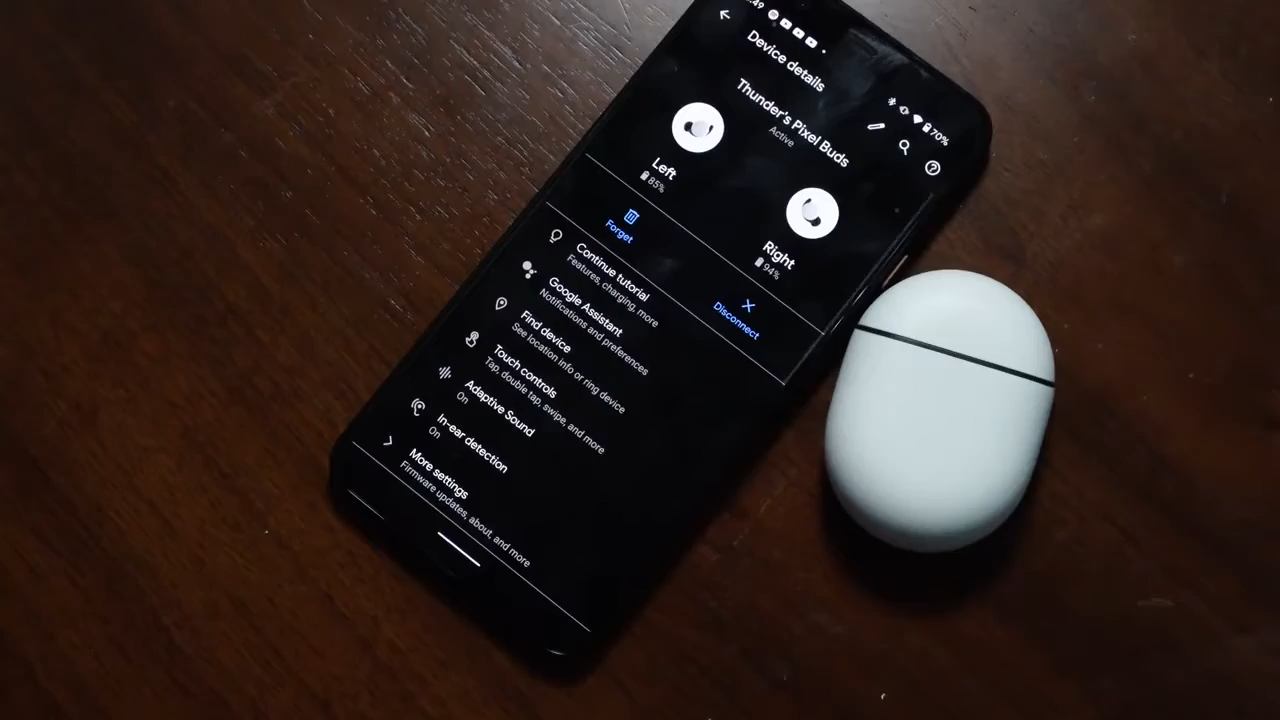 :49
70%
Device details
Thunder's Pixel Buds
Active
Left
85%
Right
94%
Forget
Disconnect
Continue tutorial
Features, charging, more
Google Assistant
Notifications and preferences
Find device
See location info or ring device
Touch controls
Tap, double tap, swipe, and more
Adaptive Sound
On
In-ear detection
On
More settings
Firmware updates, about, and more